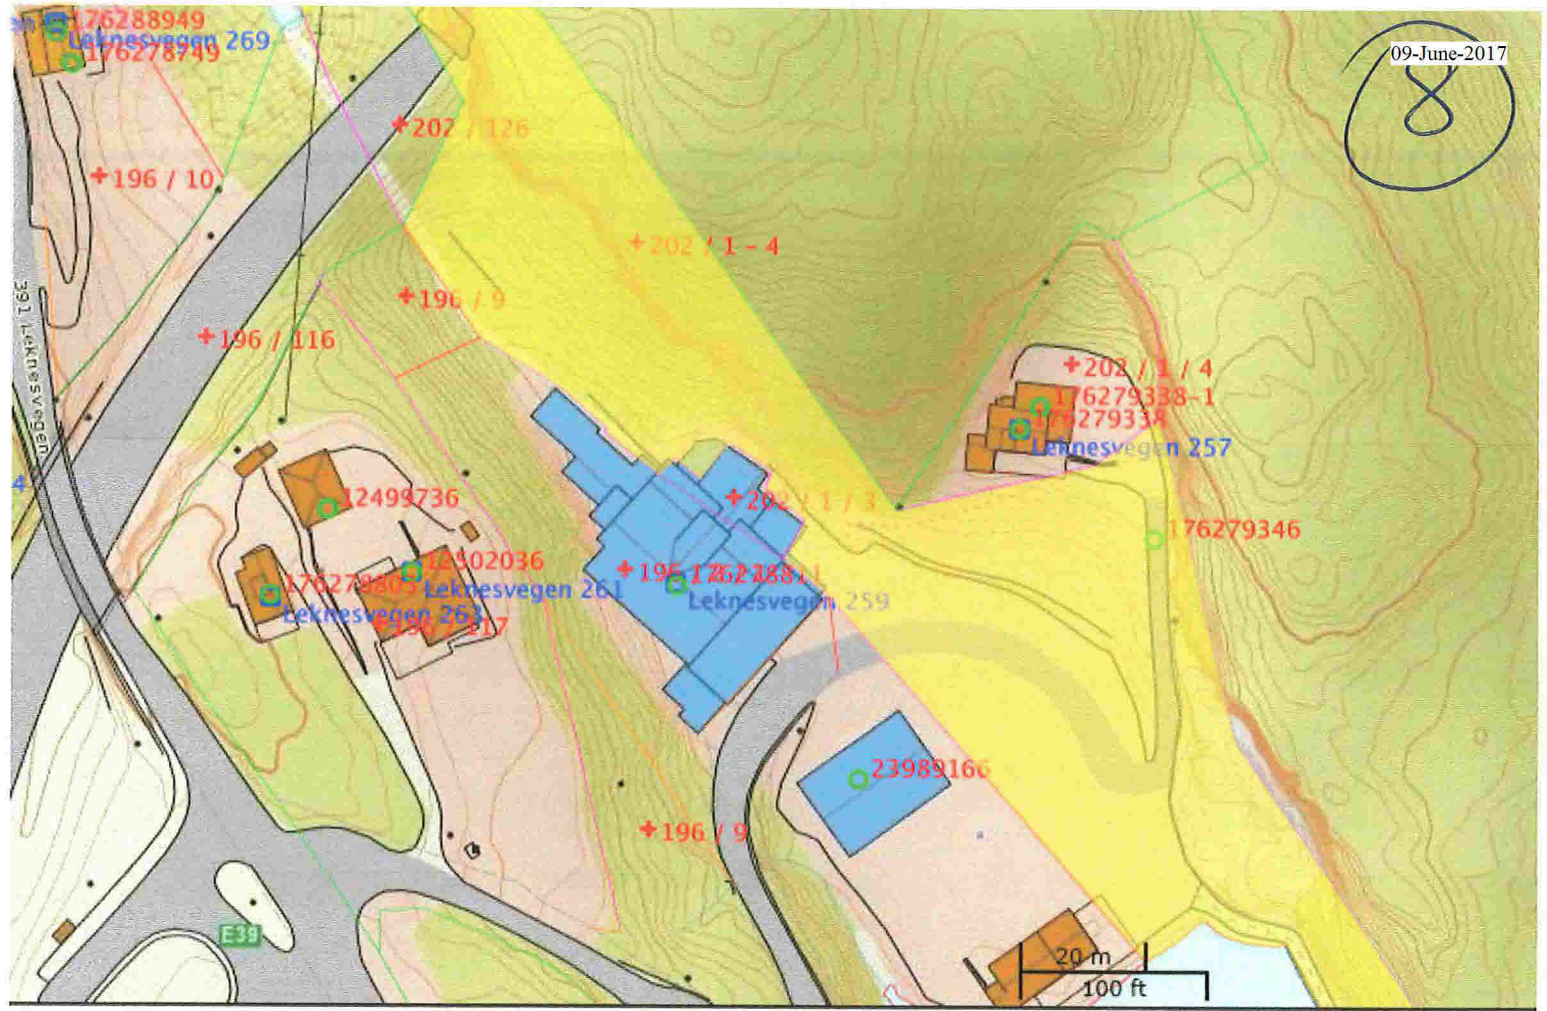 176288949
Leknesvegen 269
176278749
09-June-2017
8
202 / 126
196 / 10
202 / 1 - 4
196 / 9
196 / 116
391 Leknesvegen
202 / 1 / 4
176279338-1
176279338
Leknesvegen 257
4
12499736
202 / 1 / 3
176279346
12502036
Leknesvegen 261
Leknesvegen 263
Leknesvegen 259
23989166
196 / 9
E39
20 m
100 ft